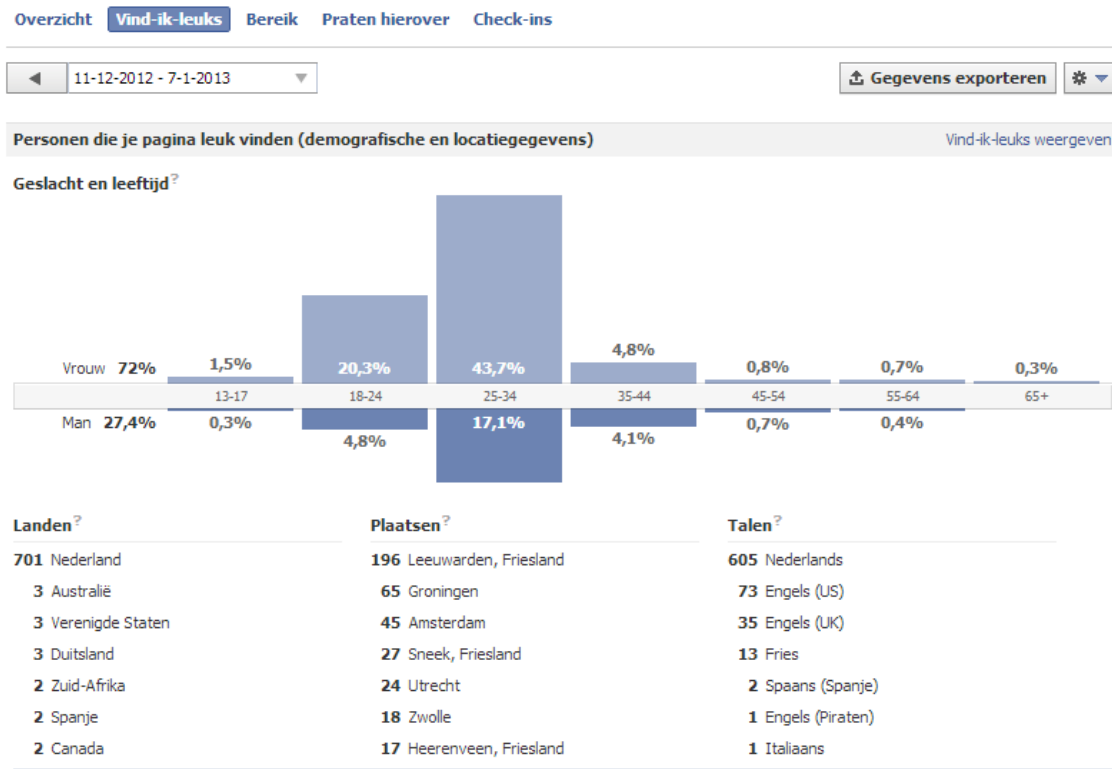 Overzicht Vind-ik-leuks Bereik Praten hierover Check-ins
11-12-2012 - 7-1-2013
Gegevens exporteren
Personen die je pagina leuk vinden (demografische en locatiegegevens) Vind-ik-leuks weergeven
Geslacht en leeftijd?
Vrouw 72% 1,5% 20,3% 43,7% 4,8% 0,8% 0,7% 0,3%
13-17 18-24 25-34 35-44 45-54 55-64 65+
Man 27,4% 0,3% 4,8% 17,1% 4,1% 0,7% 0,4%
Landen? Plaatsen? Talen?
701 Nederland 196 Leeuwarden, Friesland 605 Nederlands
3 Australië 65 Groningen 73 Engels (US)
3 Verenigde Staten 45 Amsterdam 35 Engels (UK)
3 Duitsland 27 Sneek, Friesland 13 Fries
2 Zuid-Afrika 24 Utrecht 2 Spaans (Spanje)
2 Spanje 18 Zwolle 1 Engels (Piraten)
2 Canada 17 Heerenveen, Friesland 1 Italiaans